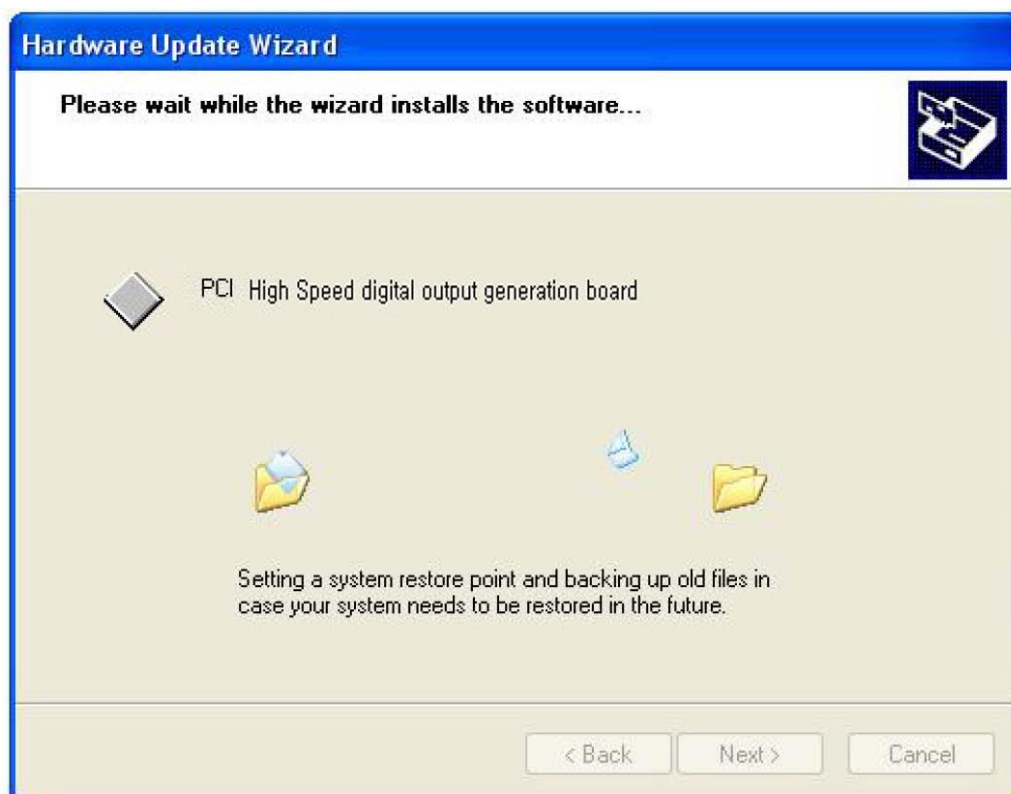 Hardware Update Wizard
Please wait while the wizard installs the software...
PCI High Speed digital output generation board
Setting a system restore point and backing up old files in
case your system needs to be restored in the future.
< Back Next > Cancel